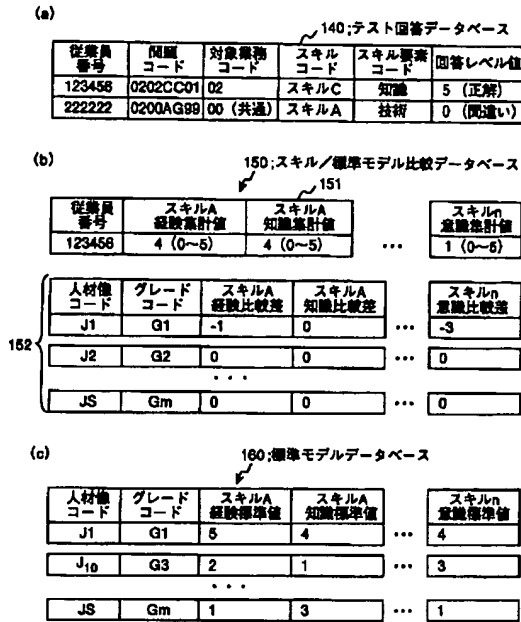 (a)
140;テスト回答データベース
従業員番号 問題コード 対象業務コード スキルコード スキル要素コード 回答レベル値
123456 0202CC01 02 スキルC 知識 5 (正解)
222222 0200AG99 00 (共通) スキルA 技術 0 (間違い)
(b)
150;スキル/標準モデル比較データベース
151
従業員番号 スキルA経験集計値 スキルA知識集計値 スキルn意識集計値
123456 4 (0~5) 4 (0~5) ••• 1 (0~5)
152
人材像コード グレードコード スキルA経験比較差 スキルA知識比較差 スキルn意識比較差
J1 G1 -1 0 ••• -3
J2 G2 0 0 ••• 0
•••
JS Gm 0 0 ••• 0
(c)
160;標準モデルデータベース
人材像コード グレードコード スキルA経験標準値 スキルA知識標準値 スキルn意識標準値
J1 G1 5 4 ••• 4
J10 G3 2 1 ••• 3
•••
JS Gm 1 3 ••• 1